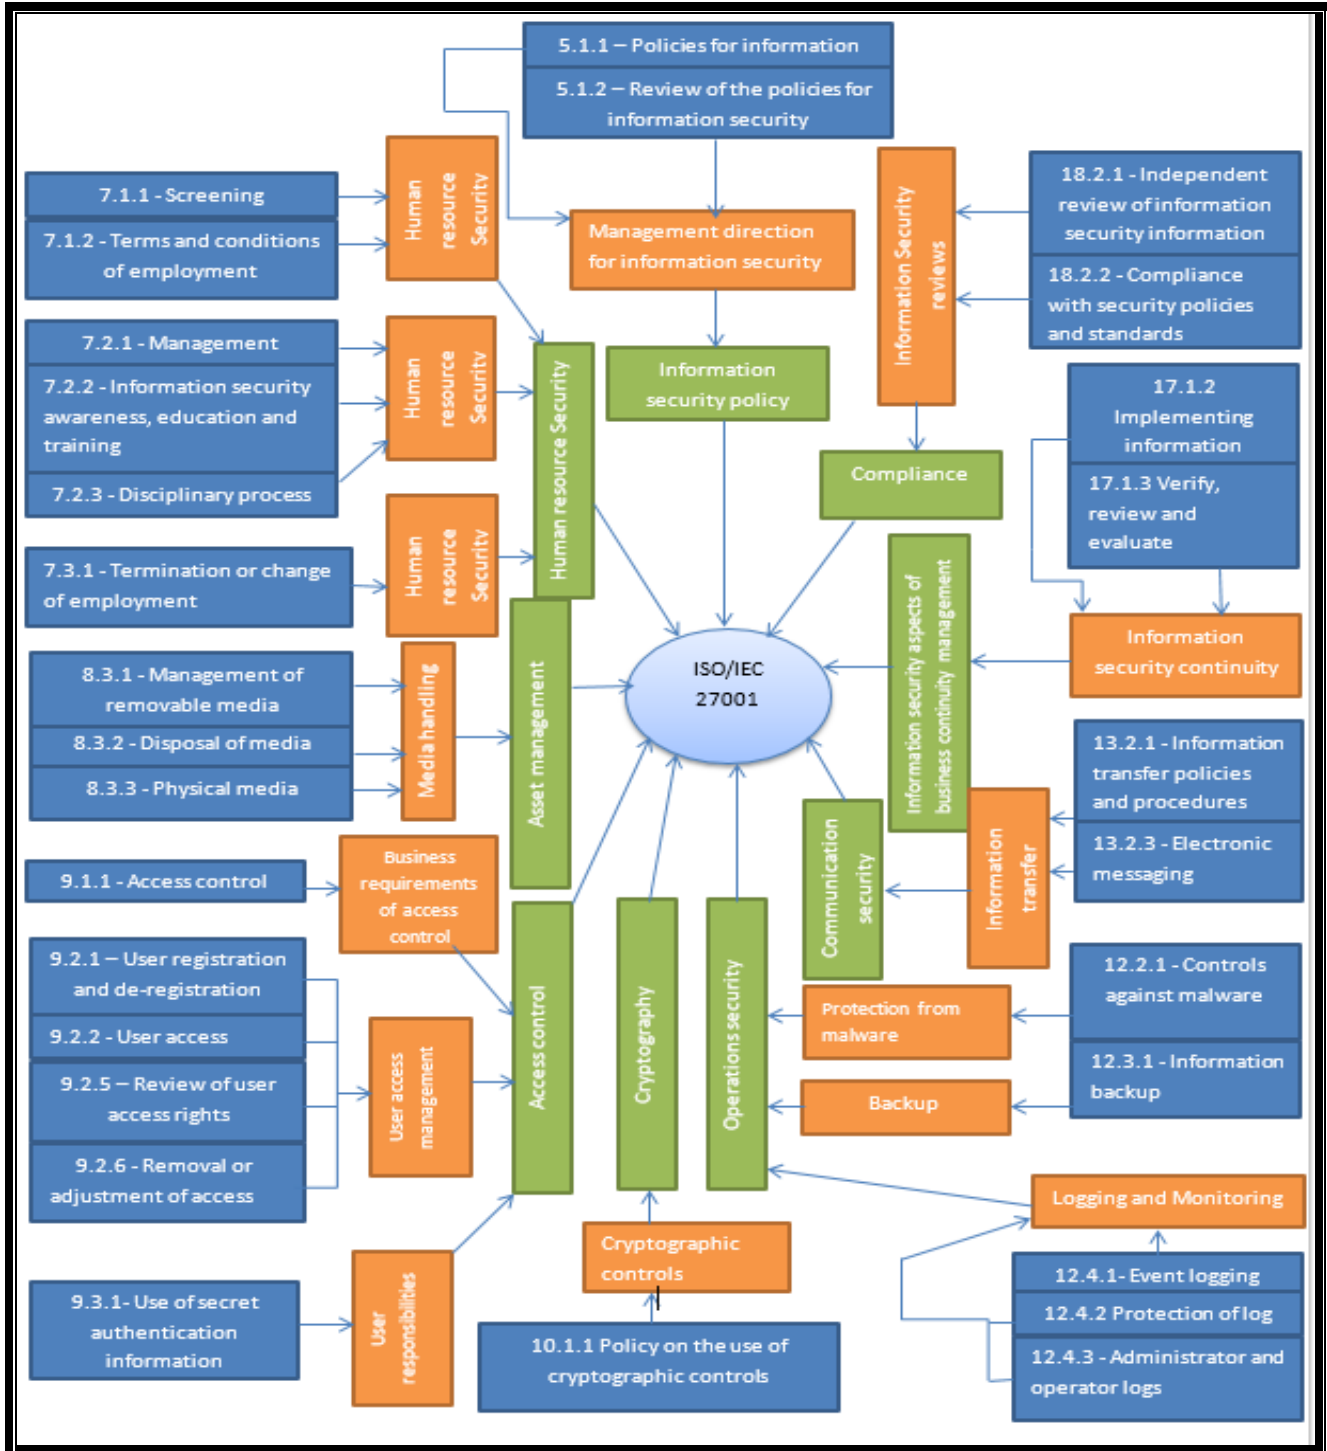 5.1.1 – Policies for information
5.1.2 – Review of the policies for
information security
Management direction
for information security
Information
security policy
7.1.1 - Screening
7.1.2 - Terms and conditions
of employment
Human
resource
Security
7.2.1 - Management
7.2.2 - Information security
awareness, education and
training
7.2.3 - Disciplinary process
Human
resource
Security
7.3.1 - Termination or change
of employment
Human
resource
Security
Human resource Security
8.3.1 - Management of
removable media
8.3.2 - Disposal of media
8.3.3 - Physical media
Media handling
Asset management
9.1.1 - Access control
Business
requirements
of access
control
9.2.1 – User registration
and de-registration
9.2.2 - User access
9.2.5 – Review of user
access rights
9.2.6 - Removal or
adjustment of access
User access
management
9.3.1- Use of secret
authentication
information
User
responsibilities
Access control
ISO/IEC
27001
Cryptography
Cryptographic
controls
10.1.1 Policy on the use of
cryptographic controls
Operations security
18.2.1 - Independent
review of information
security information
18.2.2 - Compliance
with security policies
and standards
Information Security
reviews
Compliance
17.1.2
Implementing
information
17.1.3 Verify,
review and
evaluate
Information
security continuity
Information security aspects of
business continuity management
13.2.1 - Information
transfer policies
and procedures
13.2.3 - Electronic
messaging
Information
transfer
Communication
security
12.2.1 - Controls
against malware
12.3.1 - Information
backup
Protection from
malware
Backup
Logging and Monitoring
12.4.1- Event logging
12.4.2 Protection of log
12.4.3 - Administrator and
operator logs